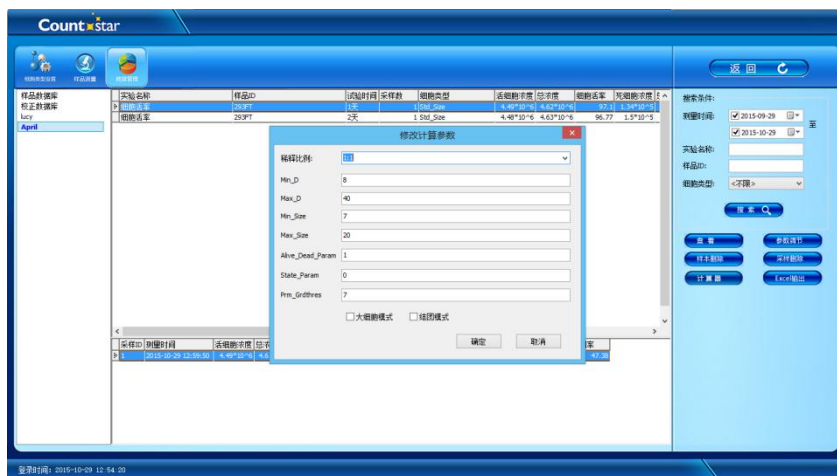 Countstar
细胞类型设置 样品测量 数据管理
返 回
样品数据库
校正数据库
lucy
April
实验名称 样品ID 试验时间 采样数 细胞类型 活细胞浓度 总浓度 细胞活率 死细胞浓度
细胞活率 293FT 1天 1 Std_Size 4.49*10^6 4.62*10^6 97.1 1.34*10^5
细胞活率 293FT 2天 1 Std_Size 4.48*10^6 4.63*10^6 96.77 1.5*10^5
修改计算参数
稀释比例: 1:1
Min_D 8
Max_D 40
Min_Size 7
Max_Size 20
Alive_Dead_Param 1
State_Param 0
Prm_Grdthres 7
大细胞模式 结团模式
确定 取消
搜索条件:
测量时间: 2015-09-29 至
2015-10-29
实验名称:
样品ID:
细胞类型: <不限>
搜 索
查 看 参数调节
样本删除 采样删除
计 算 器 Excel输出
采样ID 测量时间 活细胞浓度 率
1 2015-10-29 12:59:50 4.49*10^6 47.38
登录时间: 2015-10-29 12:54:20